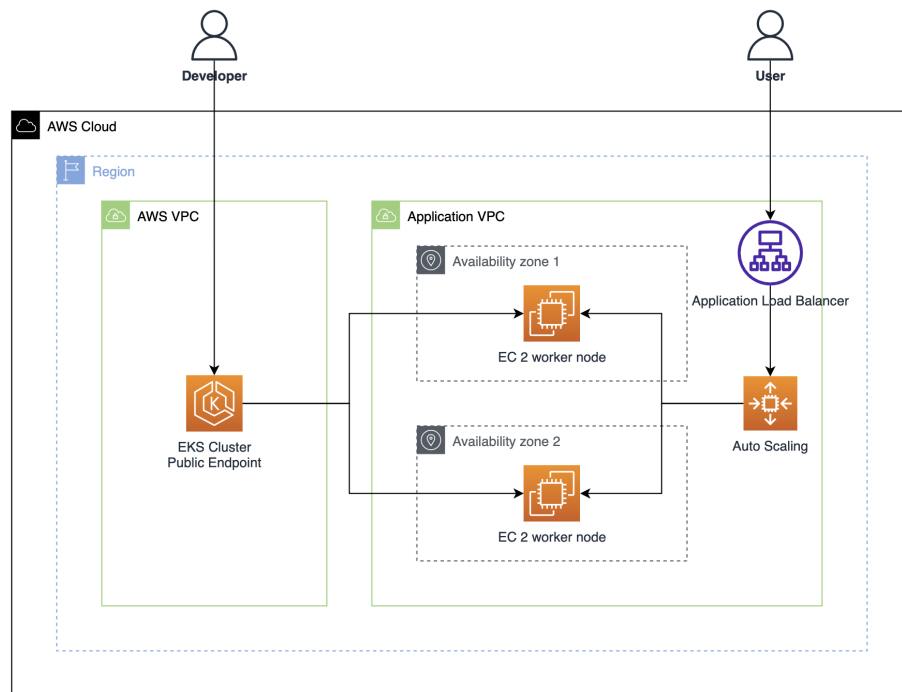 Developer
User
AWS Cloud
Region
AWS VPC
Application VPC
Availability zone 1
Application Load Balancer
EC 2 worker node
K
EKS Cluster
Public Endpoint
Availability zone 2
Auto Scaling
EC 2 worker node